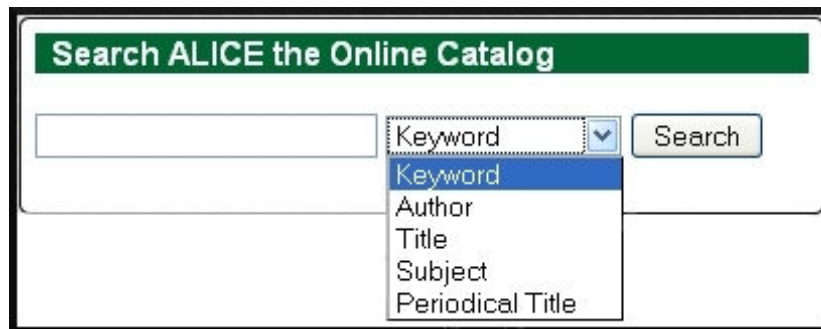 Search ALICE the Online Catalog
Keyword Search
Keyword
Author
Title
Subject
Periodical Title